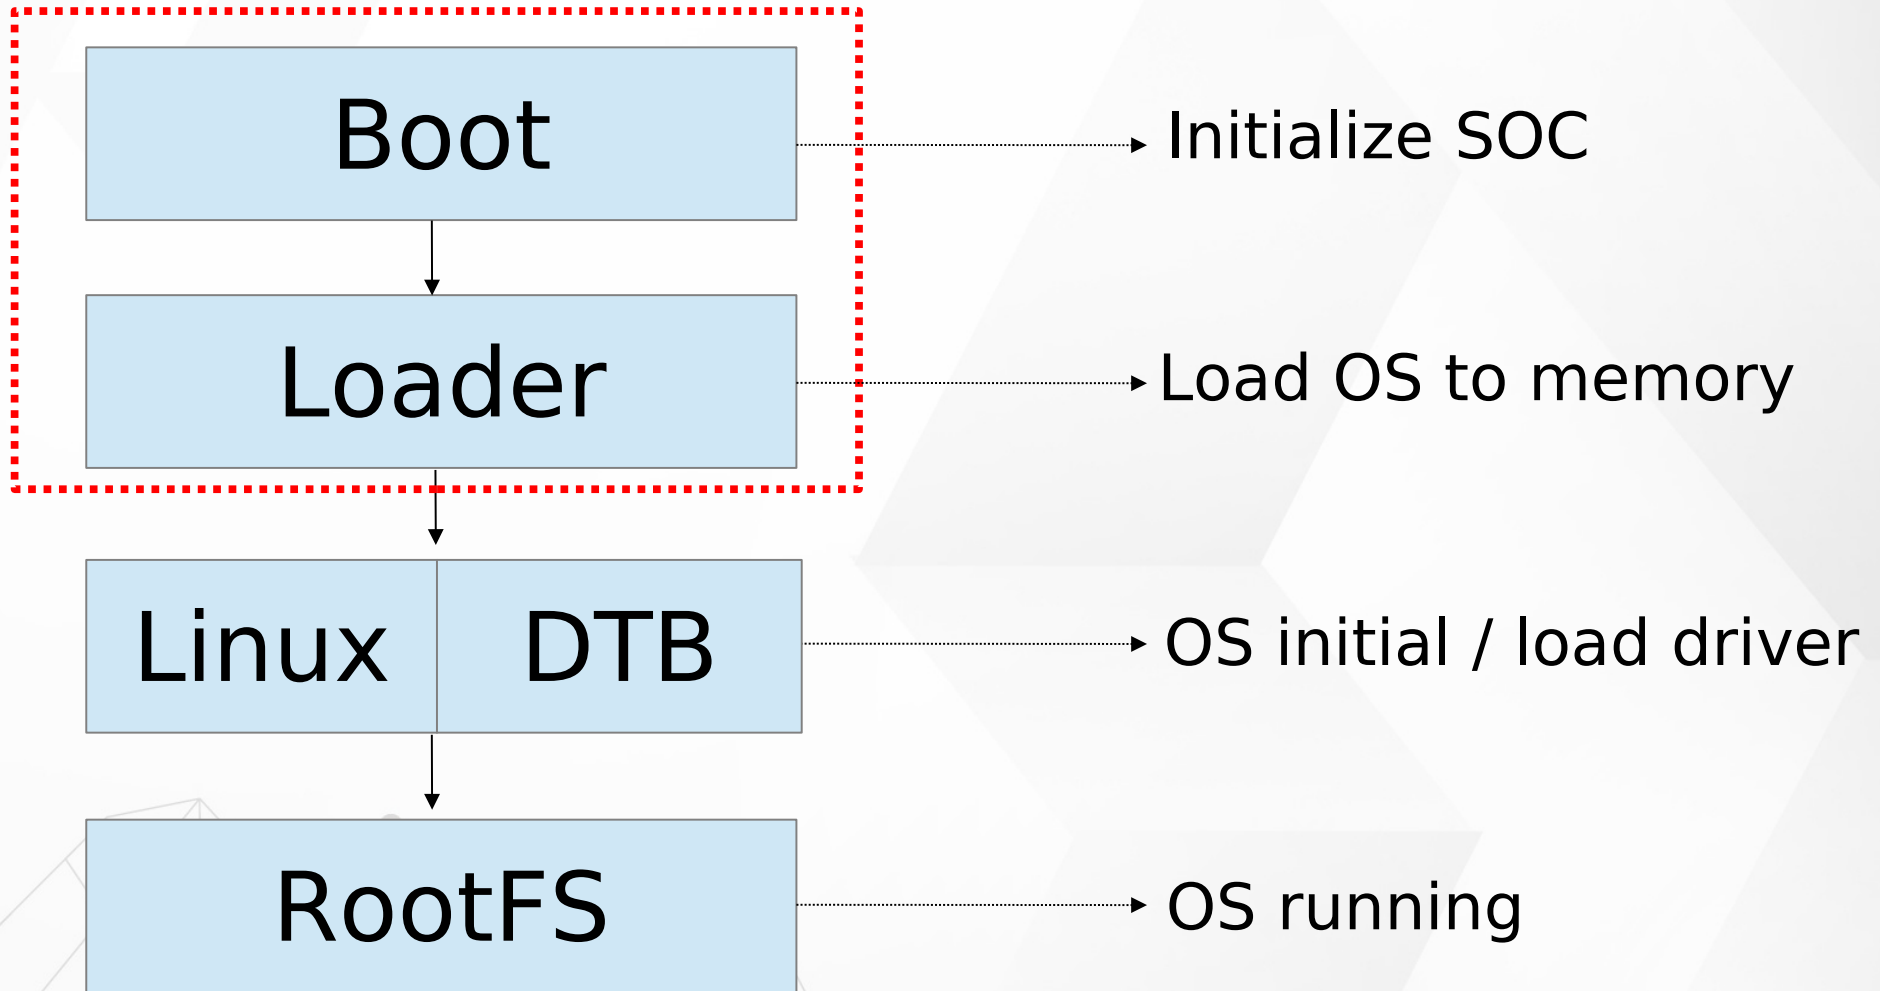 Boot
Initialize SOC
Loader
Load OS to memory
Linux
DTB
OS initial / load driver
RootFS
OS running